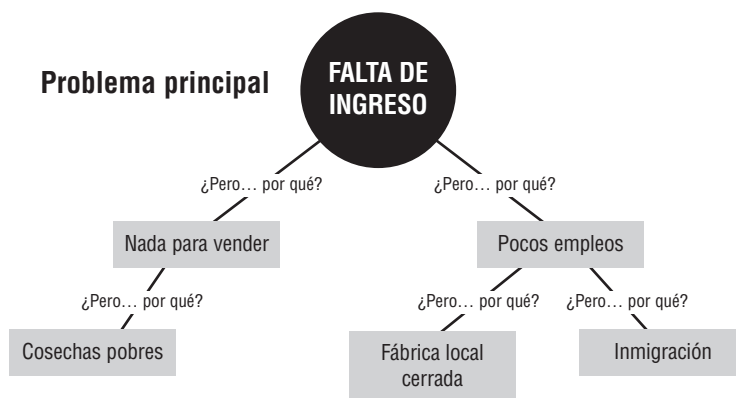 Problema principal
FALTA DE
INGRESO
¿Pero… por qué?
¿Pero… por qué?
Nada para vender
Pocos empleos
¿Pero… por qué?
¿Pero… por qué?
¿Pero… por qué?
Cosechas pobres
Fábrica local
cerrada
Inmigración